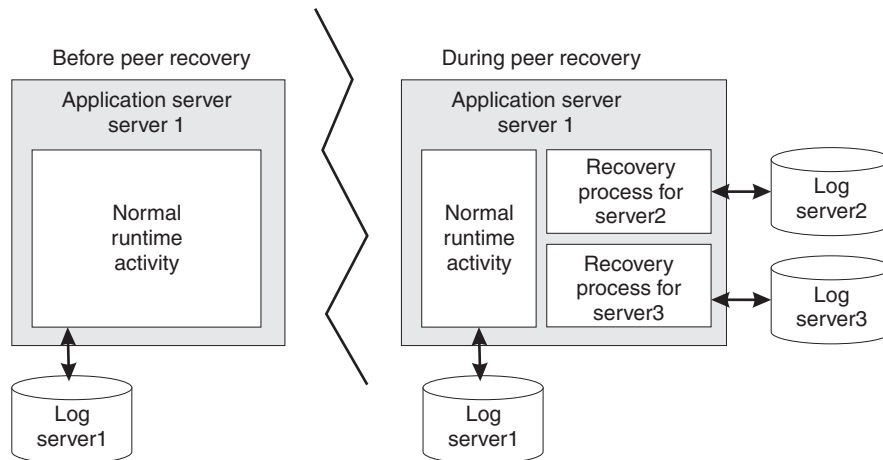 Before peer recovery
Application server
server 1
Normal
runtime
activity
Log
server1
During peer recovery
Application server
server 1
Normal
runtime
activity
Recovery
process for
server2
Recovery
process for
server3
Log
server2
Log
server3
Log
server1